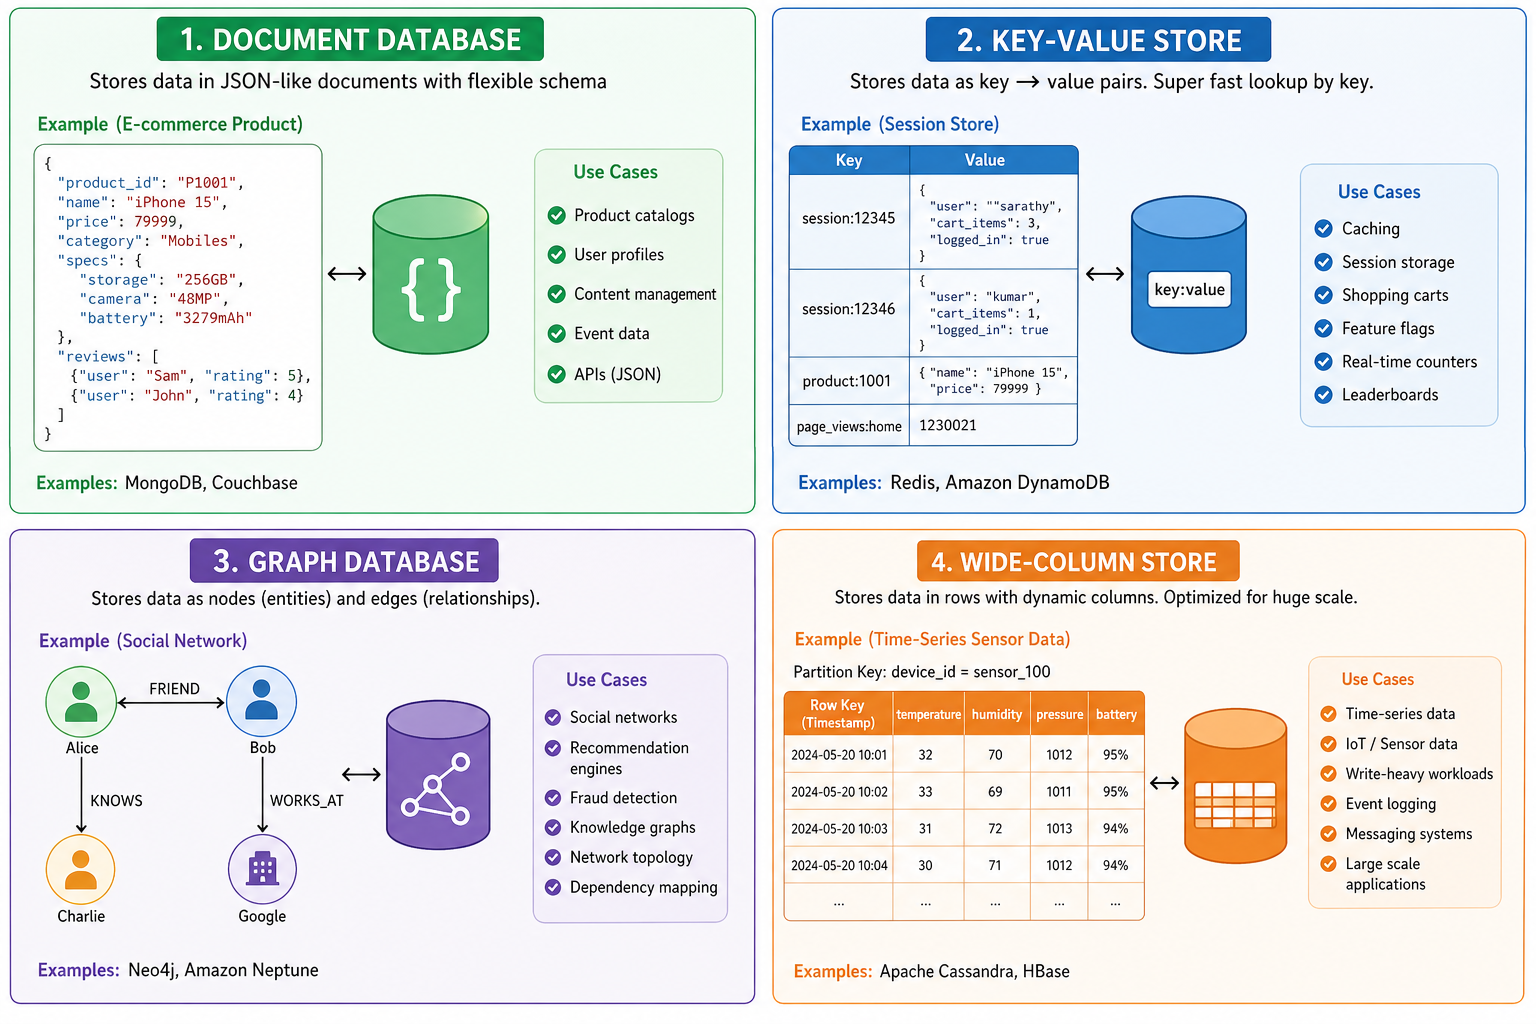 1. DOCUMENT DATABASE
Stores data in JSON-like documents with flexible schema
Example (E-commerce Product)
{
"product_id": "P1001",
"name": "iPhone 15",
"price": 79999,
"category": "Mobiles",
"specs": {
"storage": "256GB",
"camera": "48MP",
"battery": "3279mAh"
},
"reviews": [
{"user": "Sam", "rating": 5},
{"user": "John", "rating": 4}
]
}
{}
Use Cases
Product catalogs
User profiles
Content management
Event data
APIs (JSON)
Examples: MongoDB, Couchbase
2. KEY-VALUE STORE
Stores data as key → value pairs. Super fast lookup by key.
Example (Session Store)
Key Value
session:12345
{
"user": ""sarathy",
"cart_items": 3,
"logged_in": true
}
session:12346
{
"user": "kumar",
"cart_items": 1,
"logged_in": true
}
product:1001
{ "name": "iPhone 15",
"price": 79999 }
page_views:home 1230021
key:value
Use Cases
Caching
Session storage
Shopping carts
Feature flags
Real-time counters
Leaderboards
Examples: Redis, Amazon DynamoDB
3. GRAPH DATABASE
Stores data as nodes (entities) and edges (relationships).
Example (Social Network)
FRIEND
Alice
Bob
KNOWS
WORKS_AT
Charlie
Google
Use Cases
Social networks
Recommendation
engines
Fraud detection
Knowledge graphs
Network topology
Dependency mapping
Examples: Neo4j, Amazon Neptune
4. WIDE-COLUMN STORE
Stores data in rows with dynamic columns. Optimized for huge scale.
Example (Time-Series Sensor Data)
Partition Key: device_id = sensor_100
Row Key
(Timestamp) temperature humidity pressure battery
2024-05-20 10:01 32 70 1012 95%
2024-05-20 10:02 33 69 1011 95%
2024-05-20 10:03 31 72 1013 94%
2024-05-20 10:04 30 71 1012 94%
... ... ... ... ...
Use Cases
Time-series data
IoT / Sensor data
Write-heavy workloads
Event logging
Messaging systems
Large scale
applications
Examples: Apache Cassandra, HBase